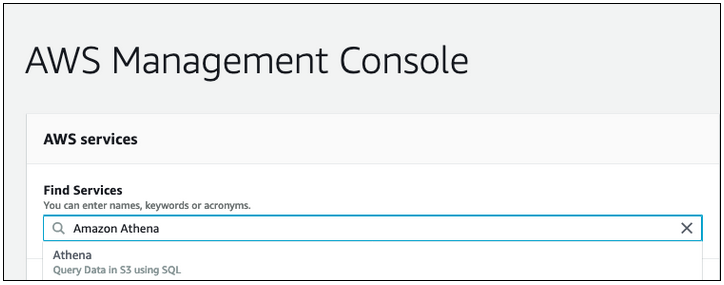 AWS Management Console
AWS services
Find Services
You can enter names, keywords or acronyms.
Amazon Athena
Athena
Query Data in S3 using SQL